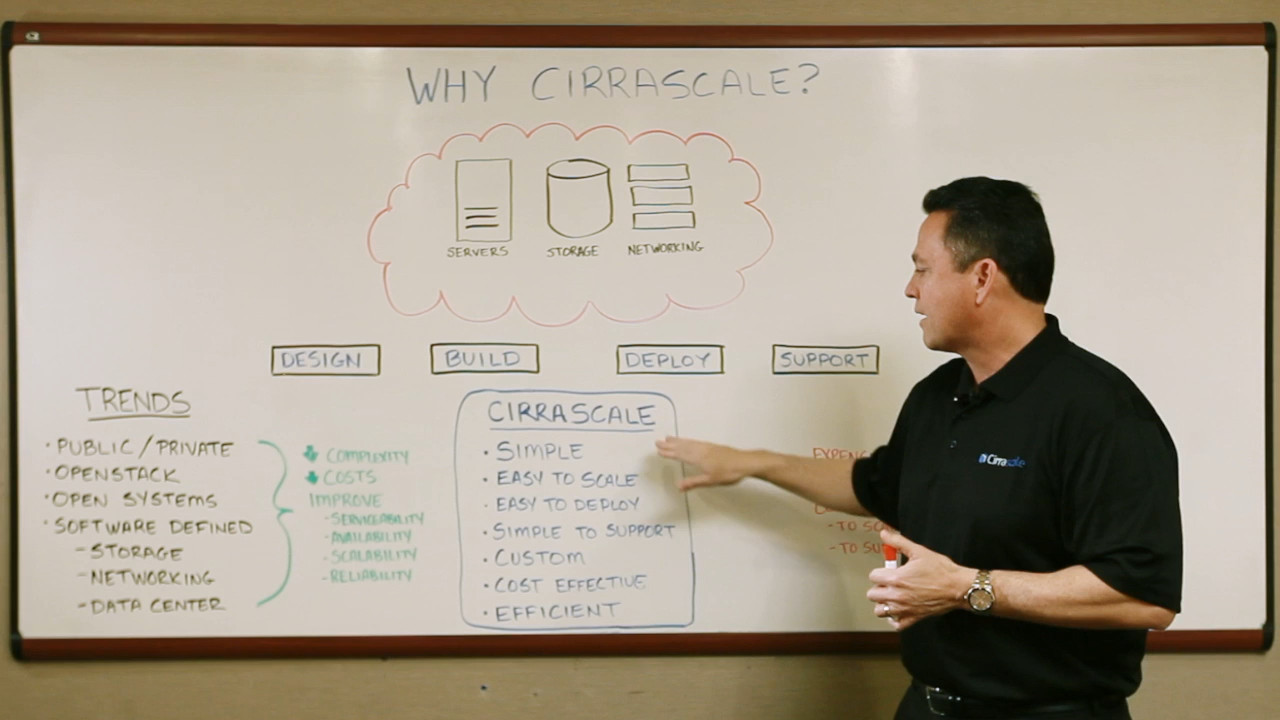 WHY CIRRASCALE?
SERVERS STORAGE NETWORKING
DESIGN BUILD DEPLOY SUPPORT
TRENDS
• PUBLIC / PRIVATE
• OPENSTACK
• OPEN SYSTEMS
• SOFTWARE DEFINED
- STORAGE
- NETWORKING
- DATA CENTER
COMPLEXITY
COSTS
IMPROVE
- SERVICEABILITY
- AVAILABILITY
- SCALABILITY
- RELIABILITY
CIRRASCALE
• SIMPLE
• EASY TO SCALE
• EASY TO DEPLOY
• SIMPLE TO SUPPORT
• CUSTOM
• COST EFFECTIVE
• EFFICIENT
- TO
- TO
Cirrascale